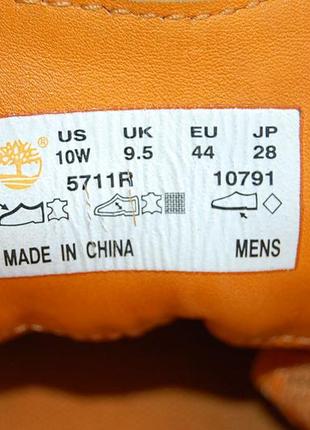 ® US UK EU JP
10W 9.5 44 28
5711R 10791
MADE IN CHINA MENS